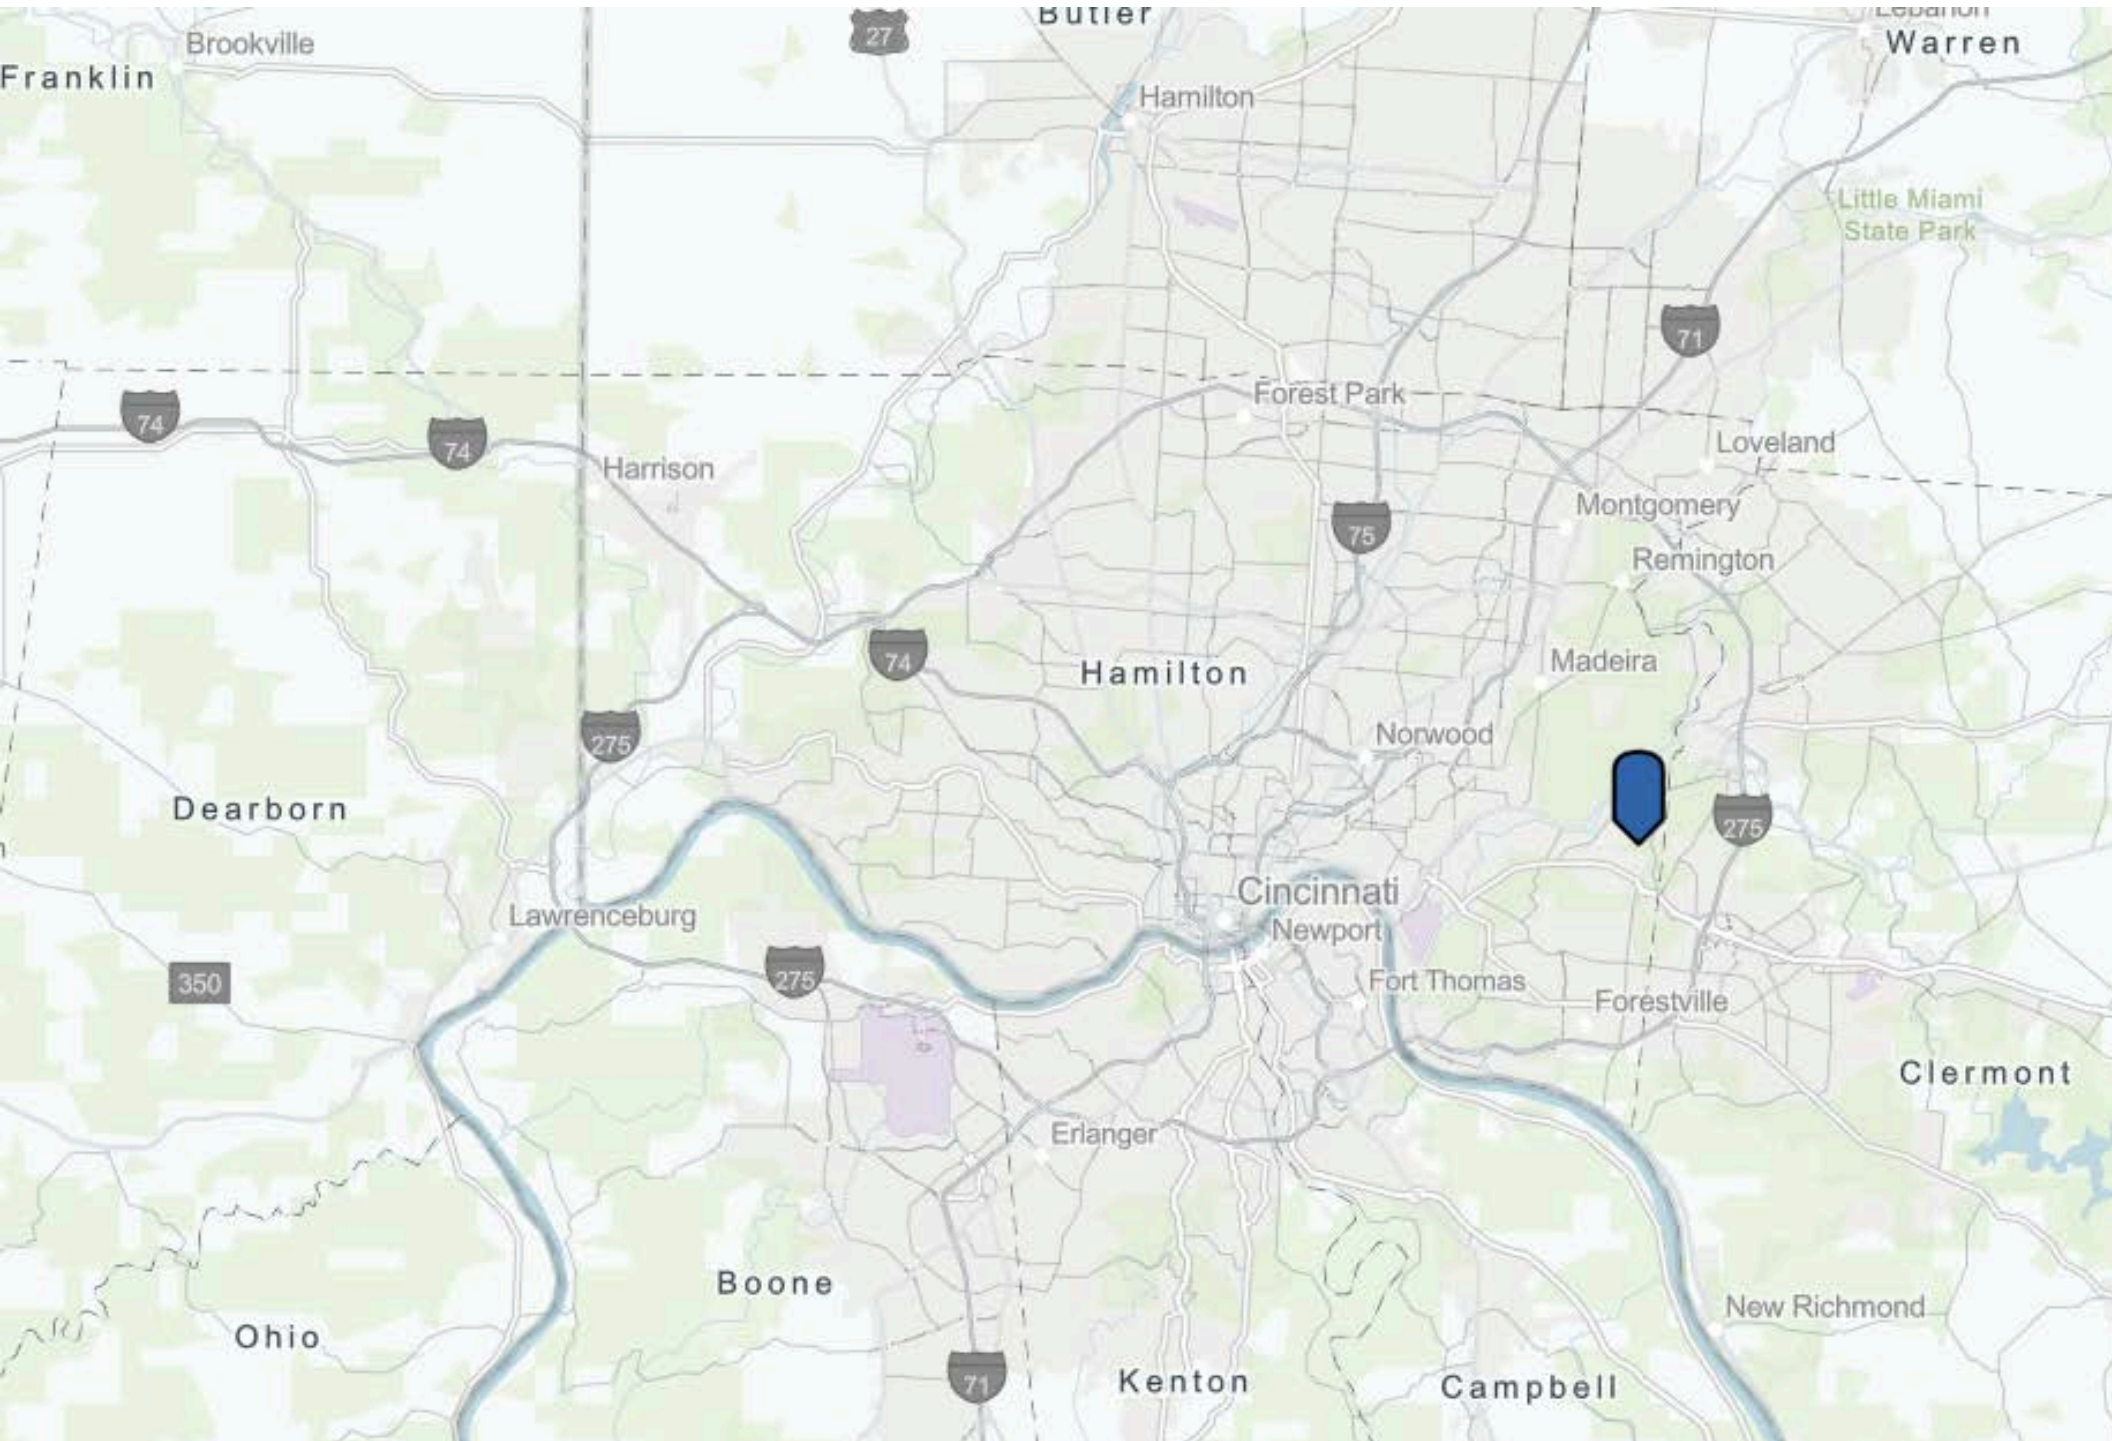 Butler
Lebanon
Warren
27
Brookville
Franklin
Hamilton
Little Miami
State Park
71
Forest Park
74
74
Harrison
Loveland
Montgomery
75
Remington
74
Hamilton
Madeira
275
Norwood
Dearborn
275
Cincinnati
Lawrenceburg
Newport
275
350
Fort Thomas
Forestville
Clermont
Erlanger
Boone
New Richmond
Ohio
71
Kenton
Campbell